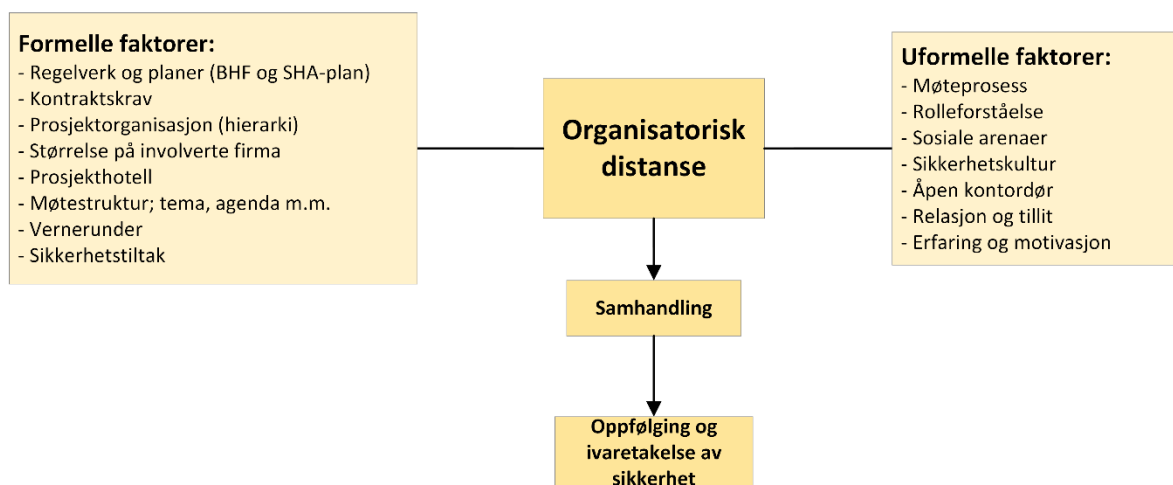 Formelle faktorer:
- Regelverk og planer (BHF og SHA-plan)
- Kontraktskrav
- Prosjektorganisasjon (hierarki)
- Størrelse på involverte firma
- Prosjekthotell
- Møtestruktur; tema, agenda m.m.
- Vernerunder
- Sikkerhetstiltak
Organisatorisk
distanse
Uformelle faktorer:
- Møteprosess
- Rolleforståelse
- Sosiale arenaer
- Sikkerhetskultur
- Åpen kontordør
- Relasjon og tillit
- Erfaring og motivasjon
Samhandling
Oppfølging og
ivaretakelse av
sikkerhet